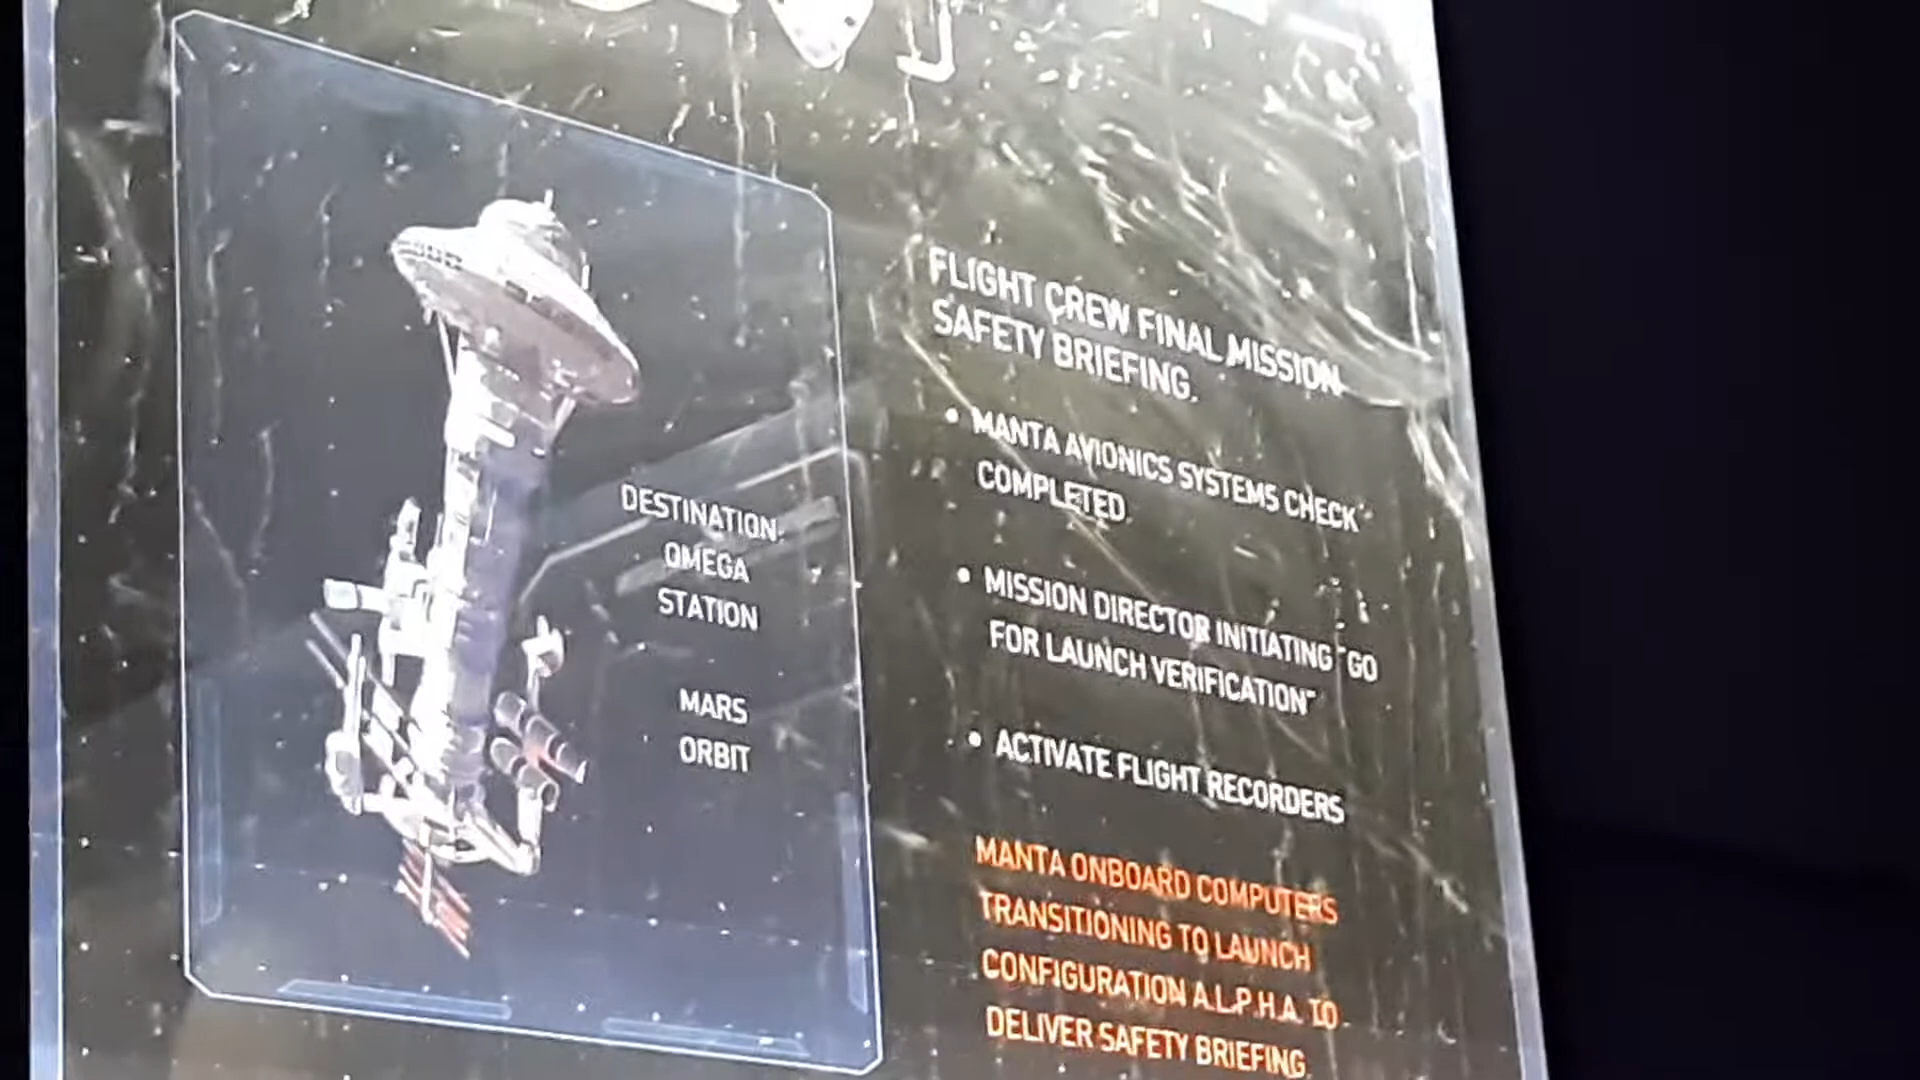 DESTINATION:
OMEGA
STATION
MARS
ORBIT
FLIGHT CREW FINAL MISSION
SAFETY BRIEFING.
• MANTA AVIONICS SYSTEMS CHECK
COMPLETED
• MISSION DIRECTOR INITIATING "GO
FOR LAUNCH VERIFICATION"
• ACTIVATE FLIGHT RECORDERS
MANTA ONBOARD COMPUTERS
TRANSITIONING TO LAUNCH
CONFIGURATION A.L.P.H.A. TO
DELIVER SAFETY BRIEFING